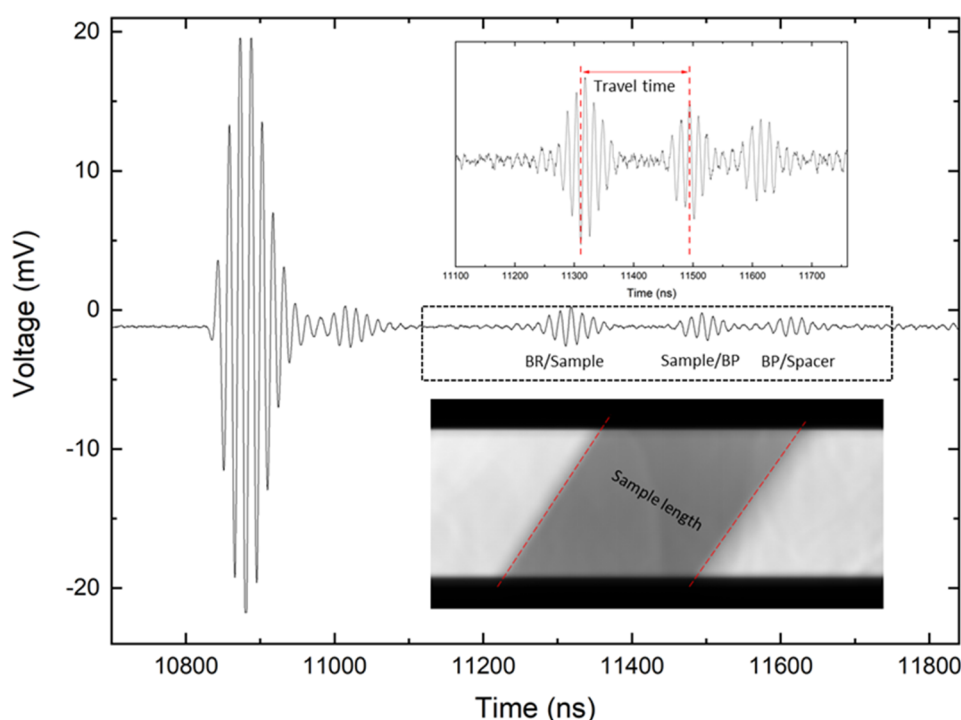 Voltage (mV)
20
10
0
-10
-20
10800
11000
11200
11400
11600
11800
Time (ns)
Travel time
11100
11200
11300
11400
11500
11600
11700
Time (ns)
BR/Sample
Sample/BP
BP/Spacer
Sample length